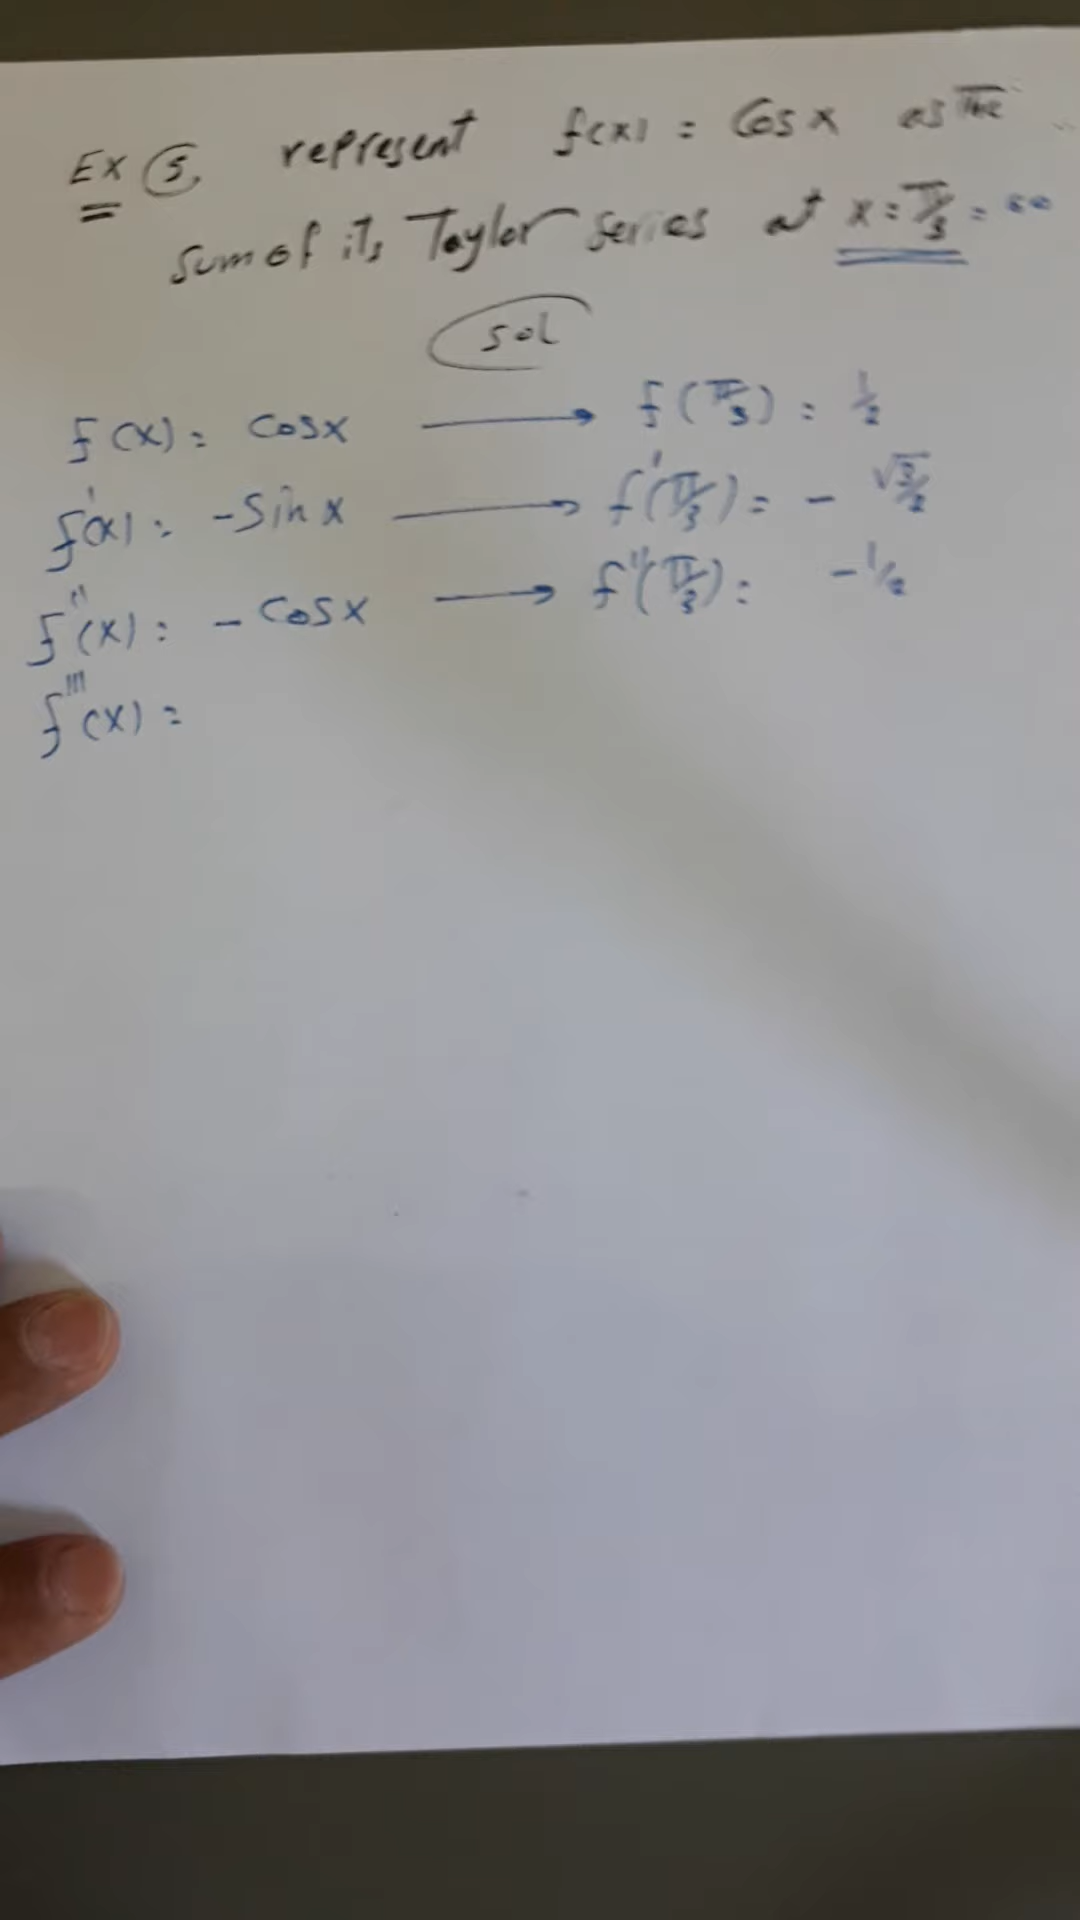 EX ⑤ represent f(x) = Cos x as the
sum of its Taylor series at x = π/3 = 60
sol
f(x) = cosx → f(π/3) = 1/2
f'(x) = -Sin x → f'(π/3) = - √3/2
f''(x) = - cosx → f''(π/3) = -1/2
f'''(x) =